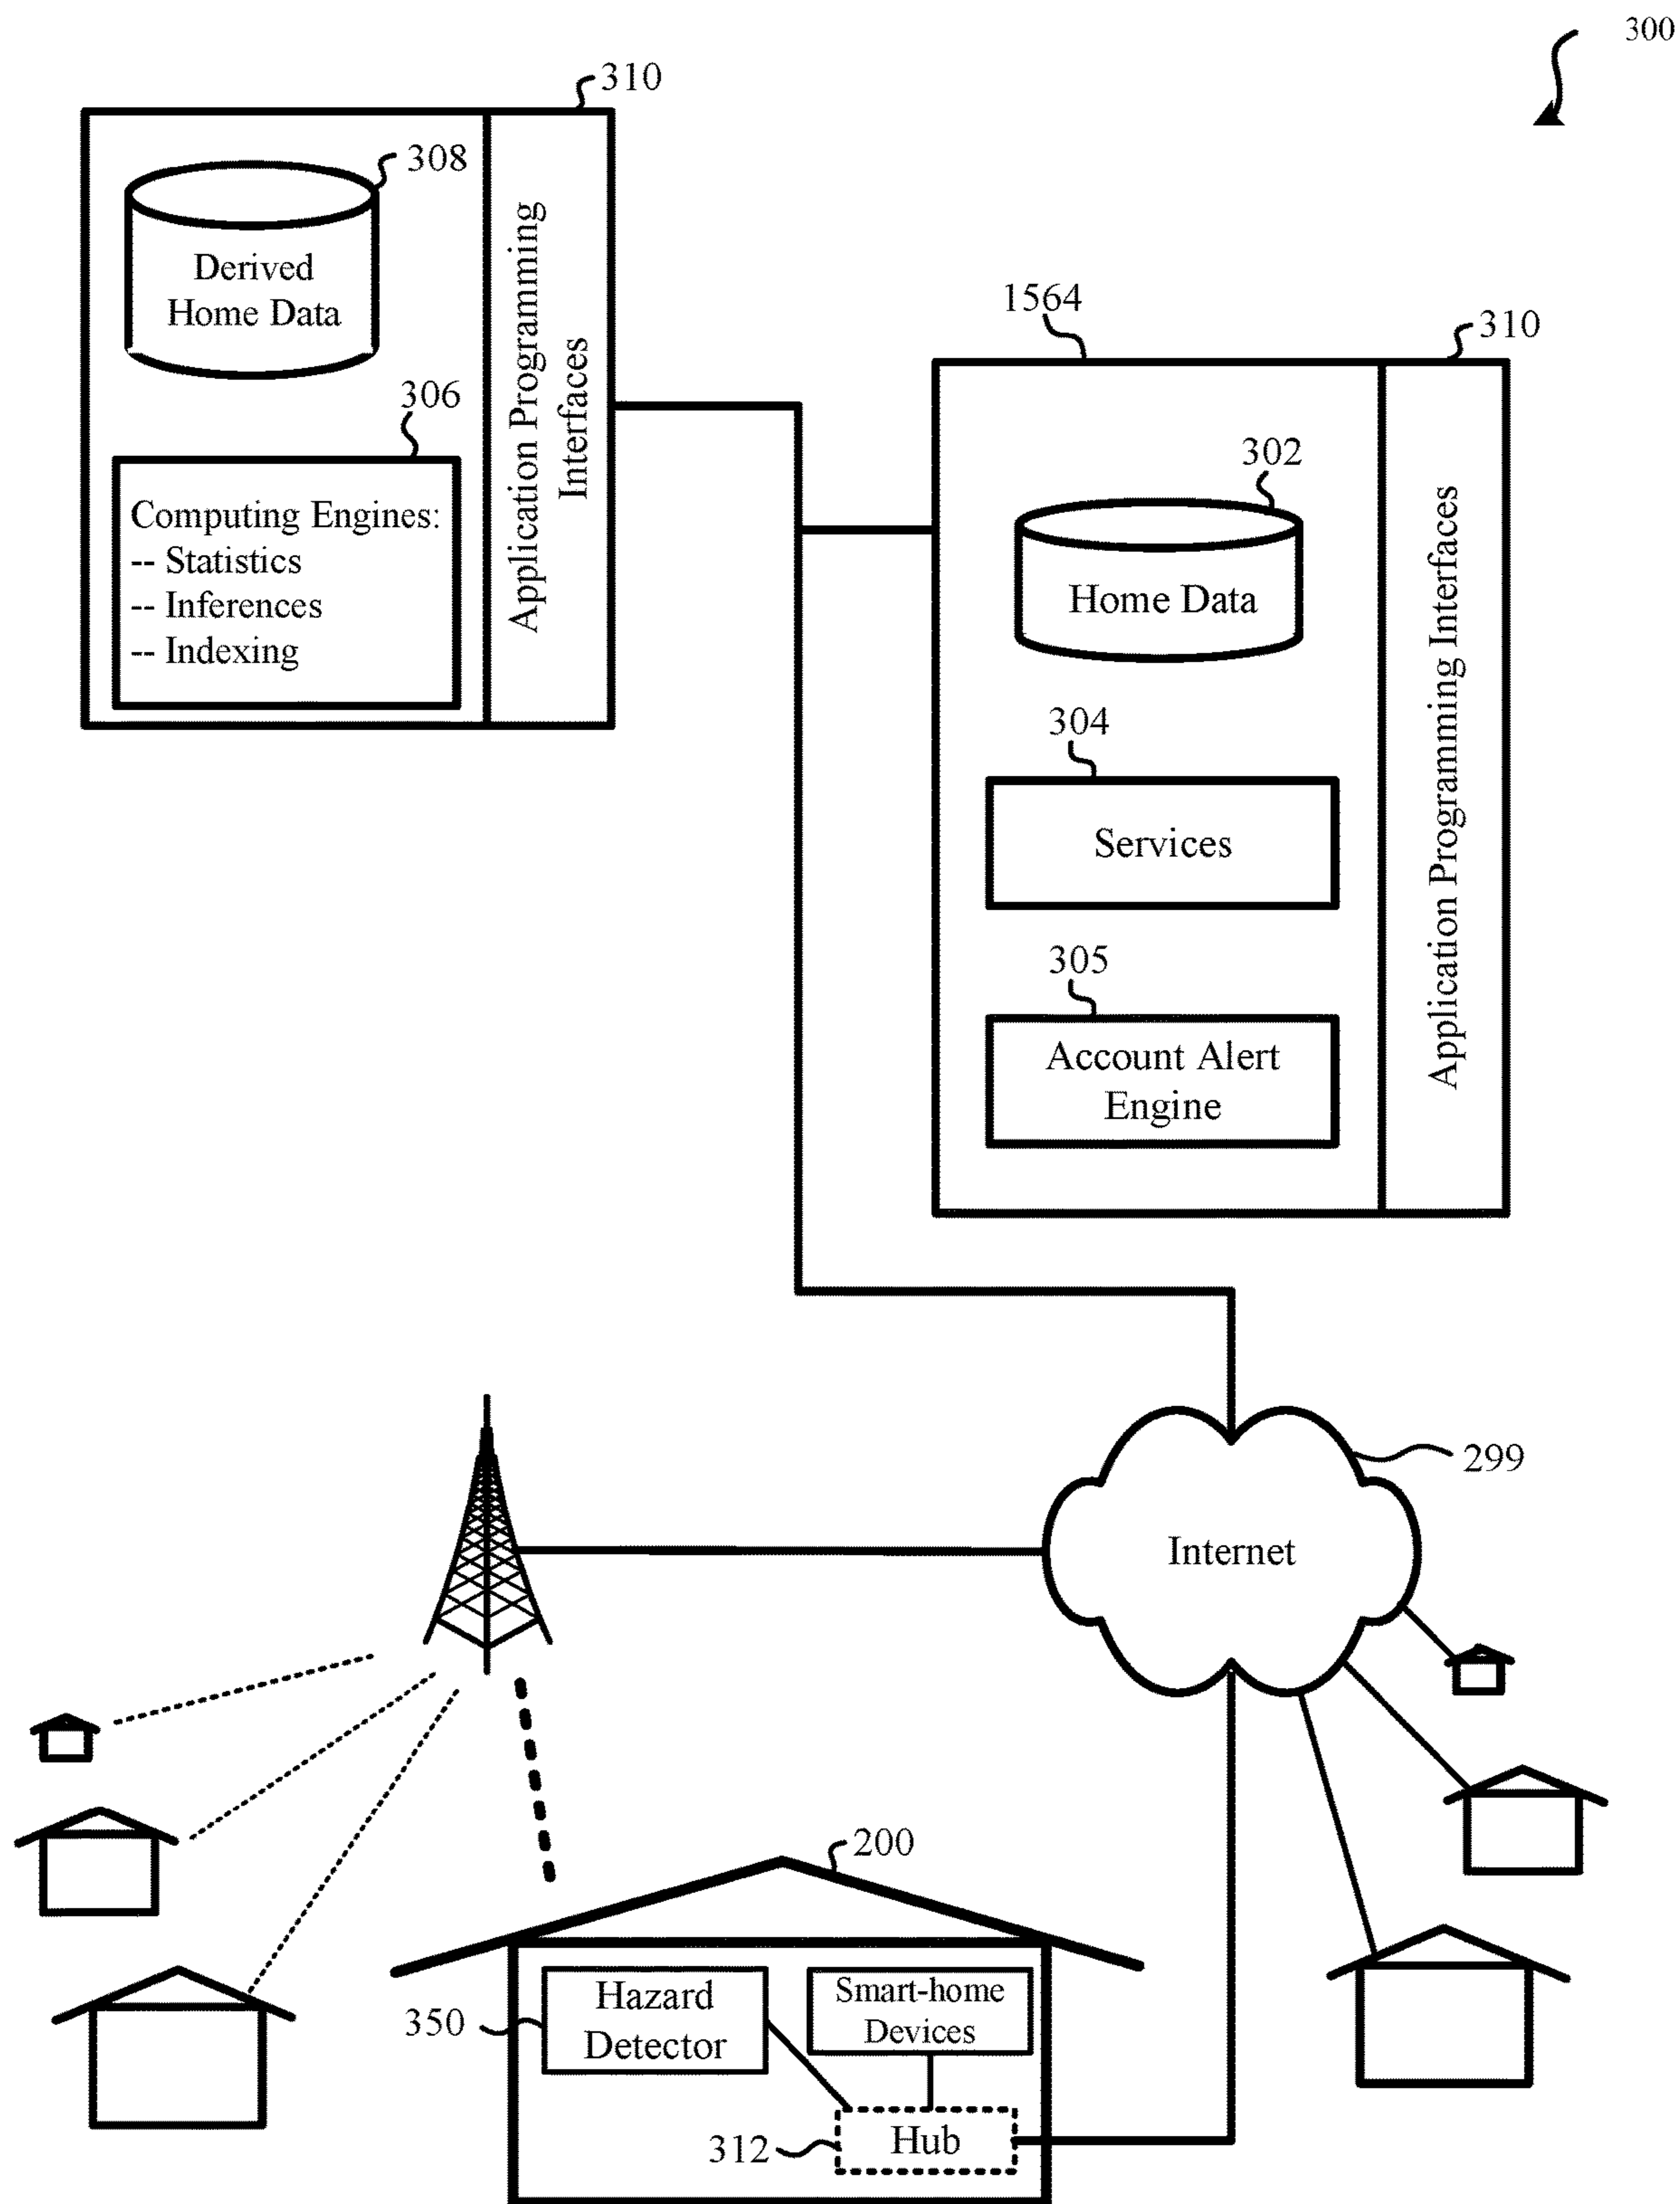 300
310
308
Derived
Home Data
306
Computing Engines:
-- Statistics
-- Inferences
-- Indexing
Application Programming
Interfaces
1564
310
302
Home Data
304
Services
305
Account Alert
Engine
Application Programming Interfaces
299
Internet
200
Hazard
Detector
350
Smart-home
Devices
312
Hub